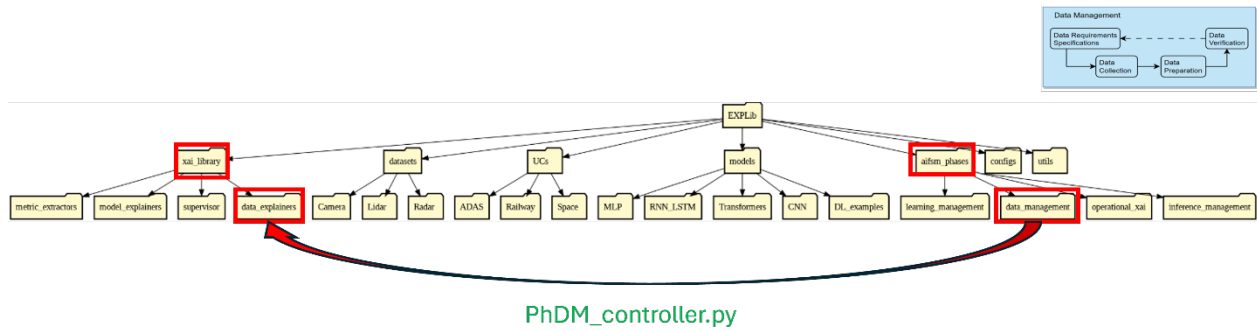 Data Management
Data Requirements
Specifications
Data
Verification
Data
Collection
Data
Preparation
EXPLib
xai_library
datasets
UCs
models
aifsm_phases
configs
utils
metric_extractors
model_explainers
supervisor
data_explainers
Camera
Lidar
Radar
ADAS
Railway
Space
MLP
RNN_LSTM
Transformers
CNN
DL_examples
learning_management
data_management
operational_xai
inference_management
PhDM_controller.py